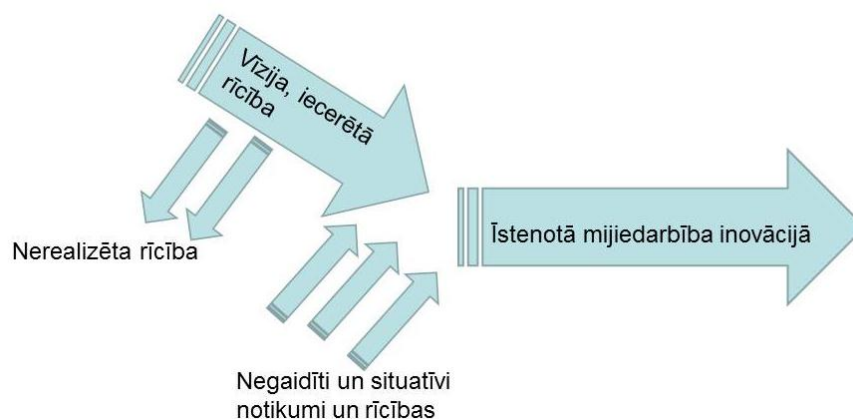 Vīzija, iecerētā
rīcība
Nerealizēta rīcība
Īstenotā mijiedarbība inovācijā
Negaidīti un situatīvi
notikumi un rīcības